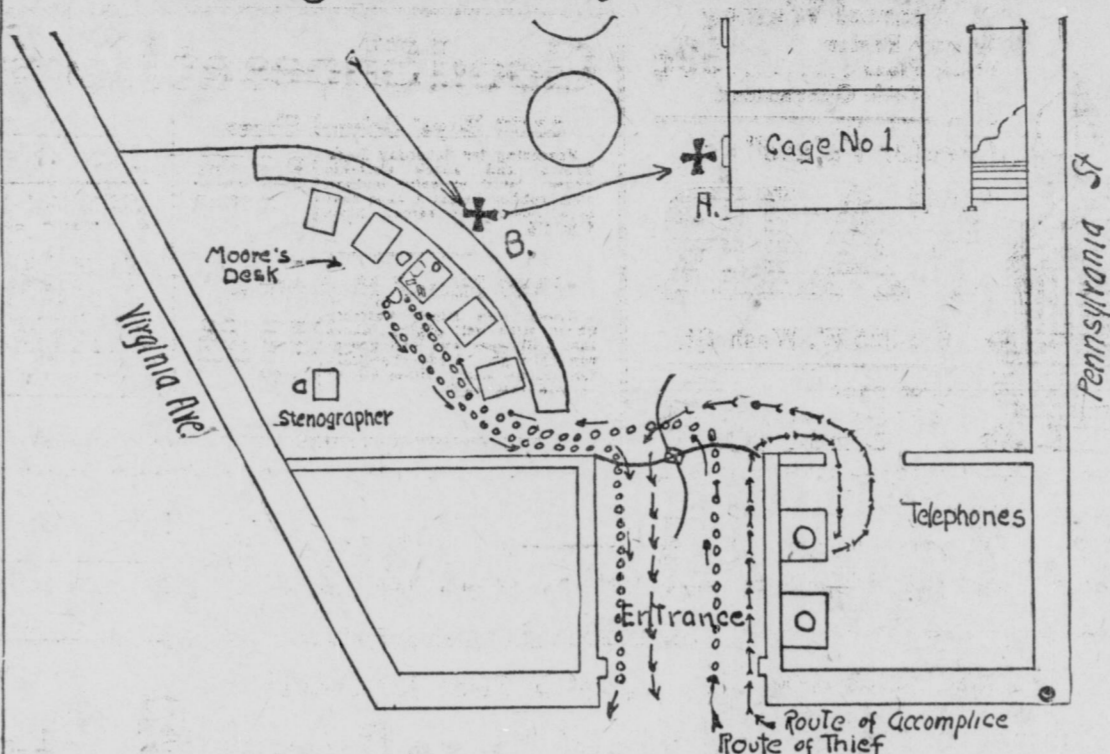 Cage No 1
A.
B.
Moore's
Desk
Virginia Ave.
Stenographer
Pennsylvania St
Telephones
Entrance
Route of Accomplice
Route of Thief